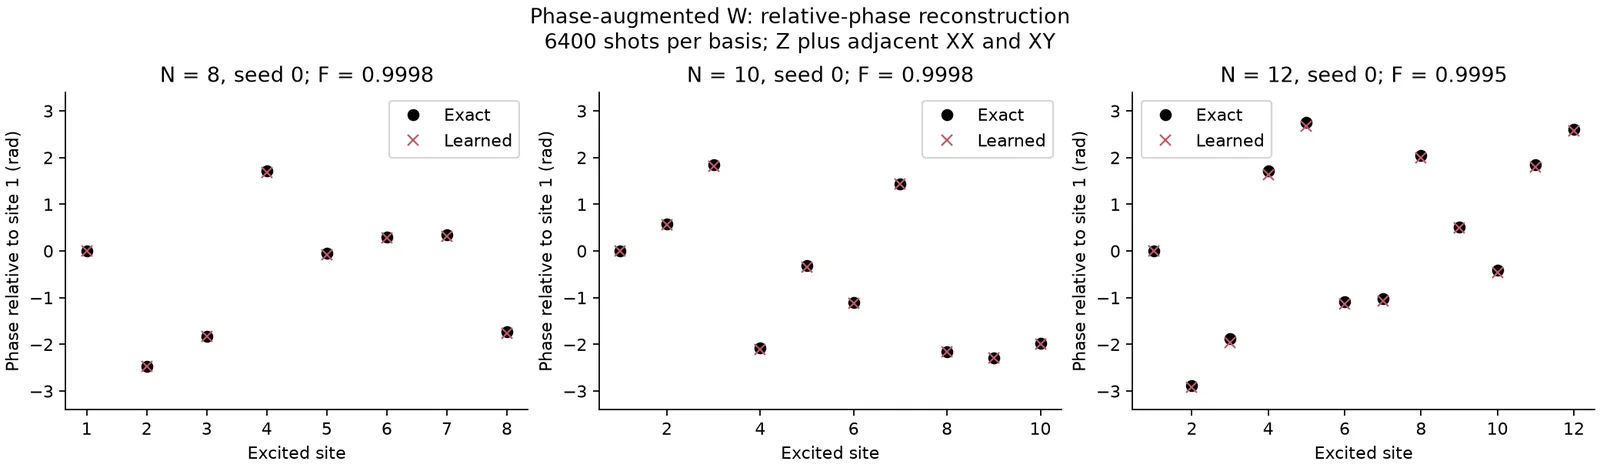 Phase-augmented W: relative-phase reconstruction
6400 shots per basis; Z plus adjacent XX and XY
N = 8, seed 0; F = 0.9998
Phase relative to site 1 (rad)
3
2
1
0
−1
−2
−3
Exact
Learned
1 2 3 4 5 6 7 8
Excited site
N = 10, seed 0; F = 0.9998
Phase relative to site 1 (rad)
3
2
1
0
−1
−2
−3
Exact
Learned
2 4 6 8 10
Excited site
N = 12, seed 0; F = 0.9995
Phase relative to site 1 (rad)
3
2
1
0
−1
−2
−3
Exact
Learned
2 4 6 8 10 12
Excited site